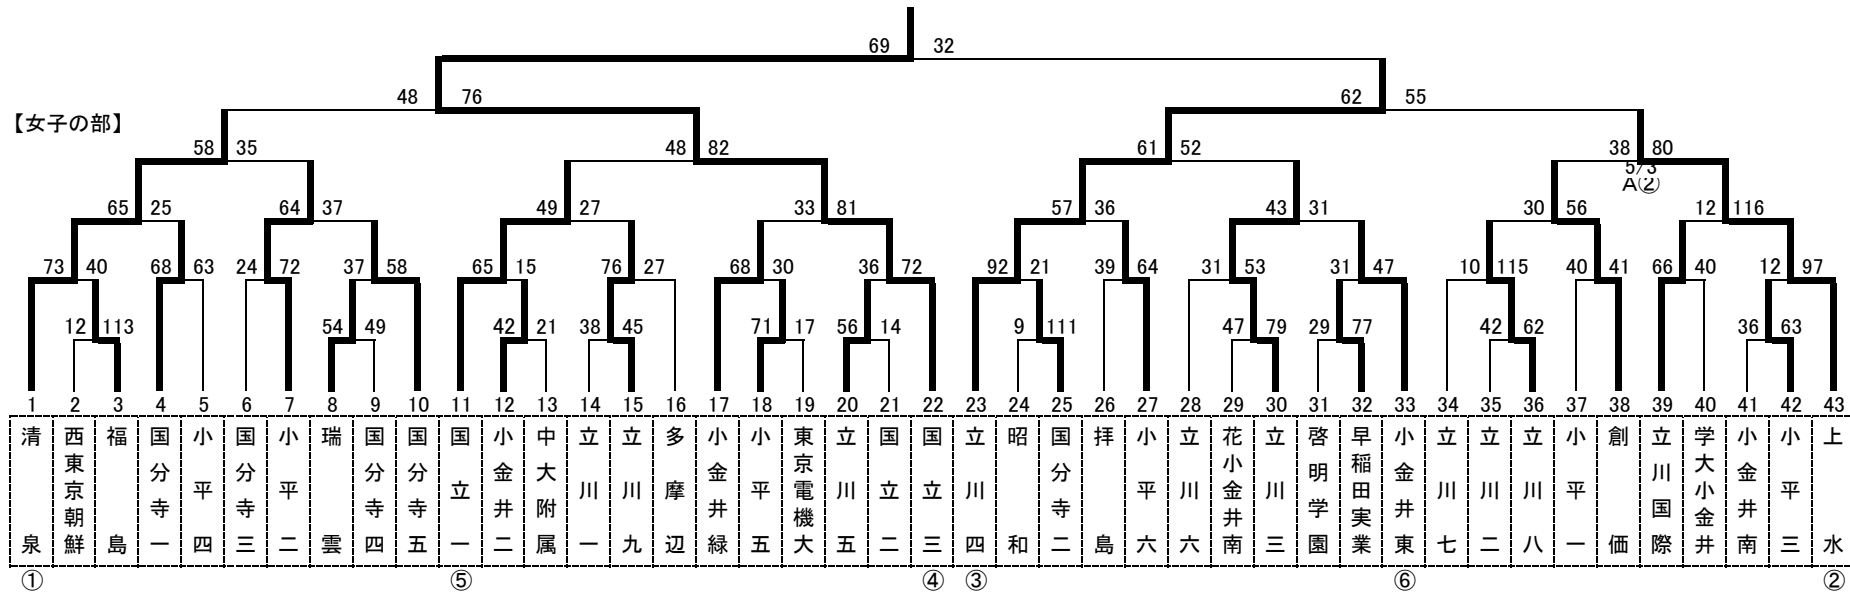 69 32
48 76 62 55
【女子の部】
58 35 48 82 61 52 38 80
5/3
A②
65 25 64 37 49 27 33 81 57 36 43 31 30 56 12 116
73 40 68 63 24 72 37 58 65 15 76 27 68 30 36 72 92 21 39 64 31 53 31 47 10 115 40 41 66 40 12 97
12 113 54 49 42 21 38 45 71 17 56 14 9 111 47 79 29 77 42 62 36 63
1 2 3 4 5 6 7 8 9 10 11 12 13 14 15 16 17 18 19 20 21 22 23 24 25 26 27 28 29 30 31 32 33 34 35 36 37 38 39 40 41 42 43
清泉
西東京朝鮮
福島
国分寺一
小平四
国分寺三
小平二
瑞雲
国分寺四
国分寺五
国立一
小金井二
中大附属
立川一
立川九
多摩辺
小金井緑
小平五
東京電機大
立川五
国立二
国立三
立川四
昭和
国分寺二
拝島
小平六
立川六
花小金井南
立川三
啓明学園
早稲田実業
小金井東
立川七
立川二
立川八
小平一
創価
立川国際
学大小金井
小金井南
小平三
上水
① ⑤ ④ ③ ⑥ ②